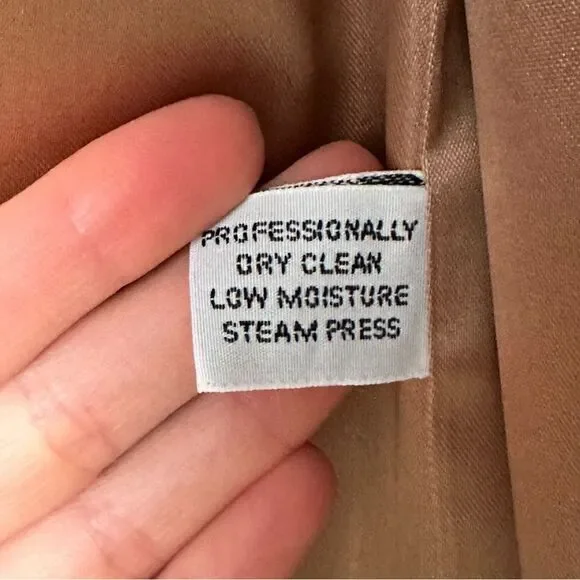 PROFESSIONALLY
DRY CLEAN
LOW MOISTURE
STEAM PRESS